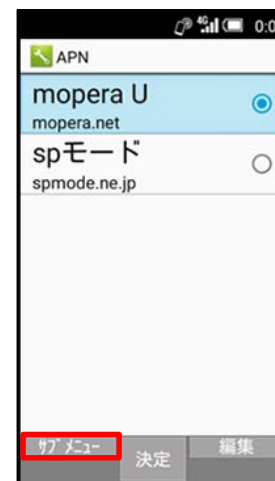 4G 0:0
APN
mopera U
mopera.net
spモード
spmode.ne.jp
ｻﾌﾞﾒﾆｭｰ
決定
編集